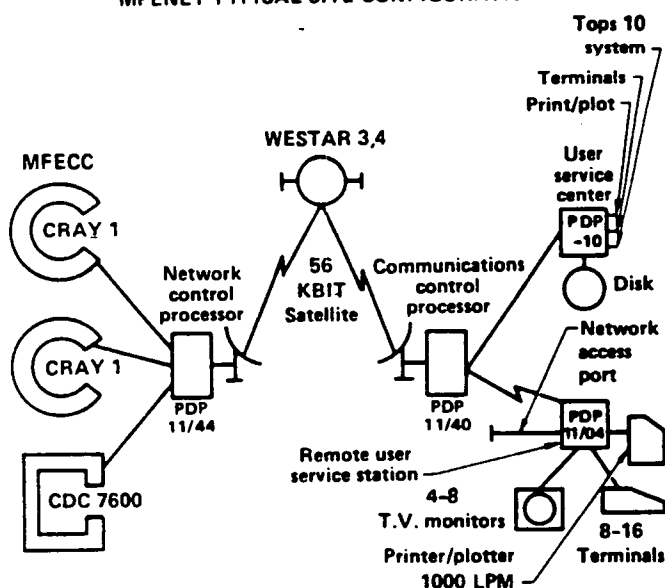 Tops 10
system
Terminals
Print/plot
WESTAR 3,4
MFECC
User
service
center
CRAY 1
PDP
-10
Network
control
processor
56
KBIT
Satellite
Communications
control
processor
Disk
Network
access
port
CRAY 1
PDP
11/44
PDP
11/40
PDP
11/04
Remote user
service station
CDC 7600
4-8
T.V. monitors
8-16
Terminals
Printer/plotter
1000 LPM